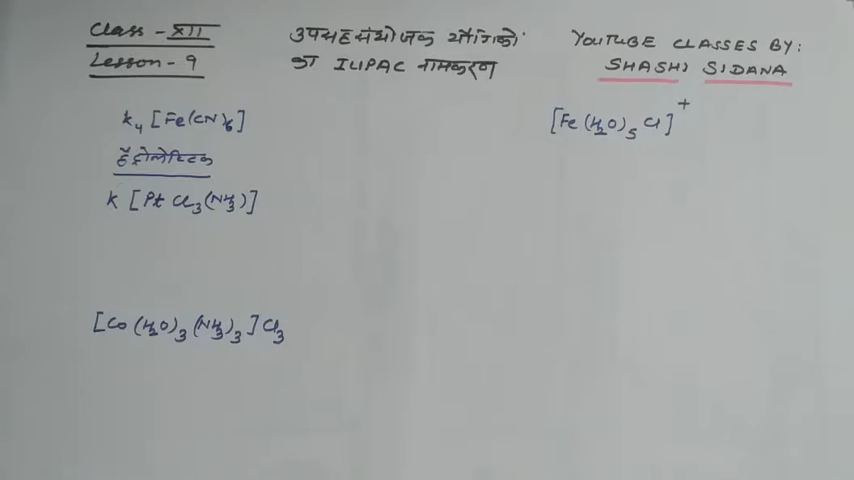 Class - XII
Lesson - 9
उपसहसंयोजक यौगिकों
का IUPAC नामकरण
YOUTUBE CLASSES BY:
SHASHI SIDANA
K₄ [Fe(CN)₆]
हैट्रोलेप्टिक
K [Pt Cl₃(NH₃)]
[Fe (H₂O)₅ Cl]⁺
[Co (H₂O)₃ (NH₃)₃] Cl₃